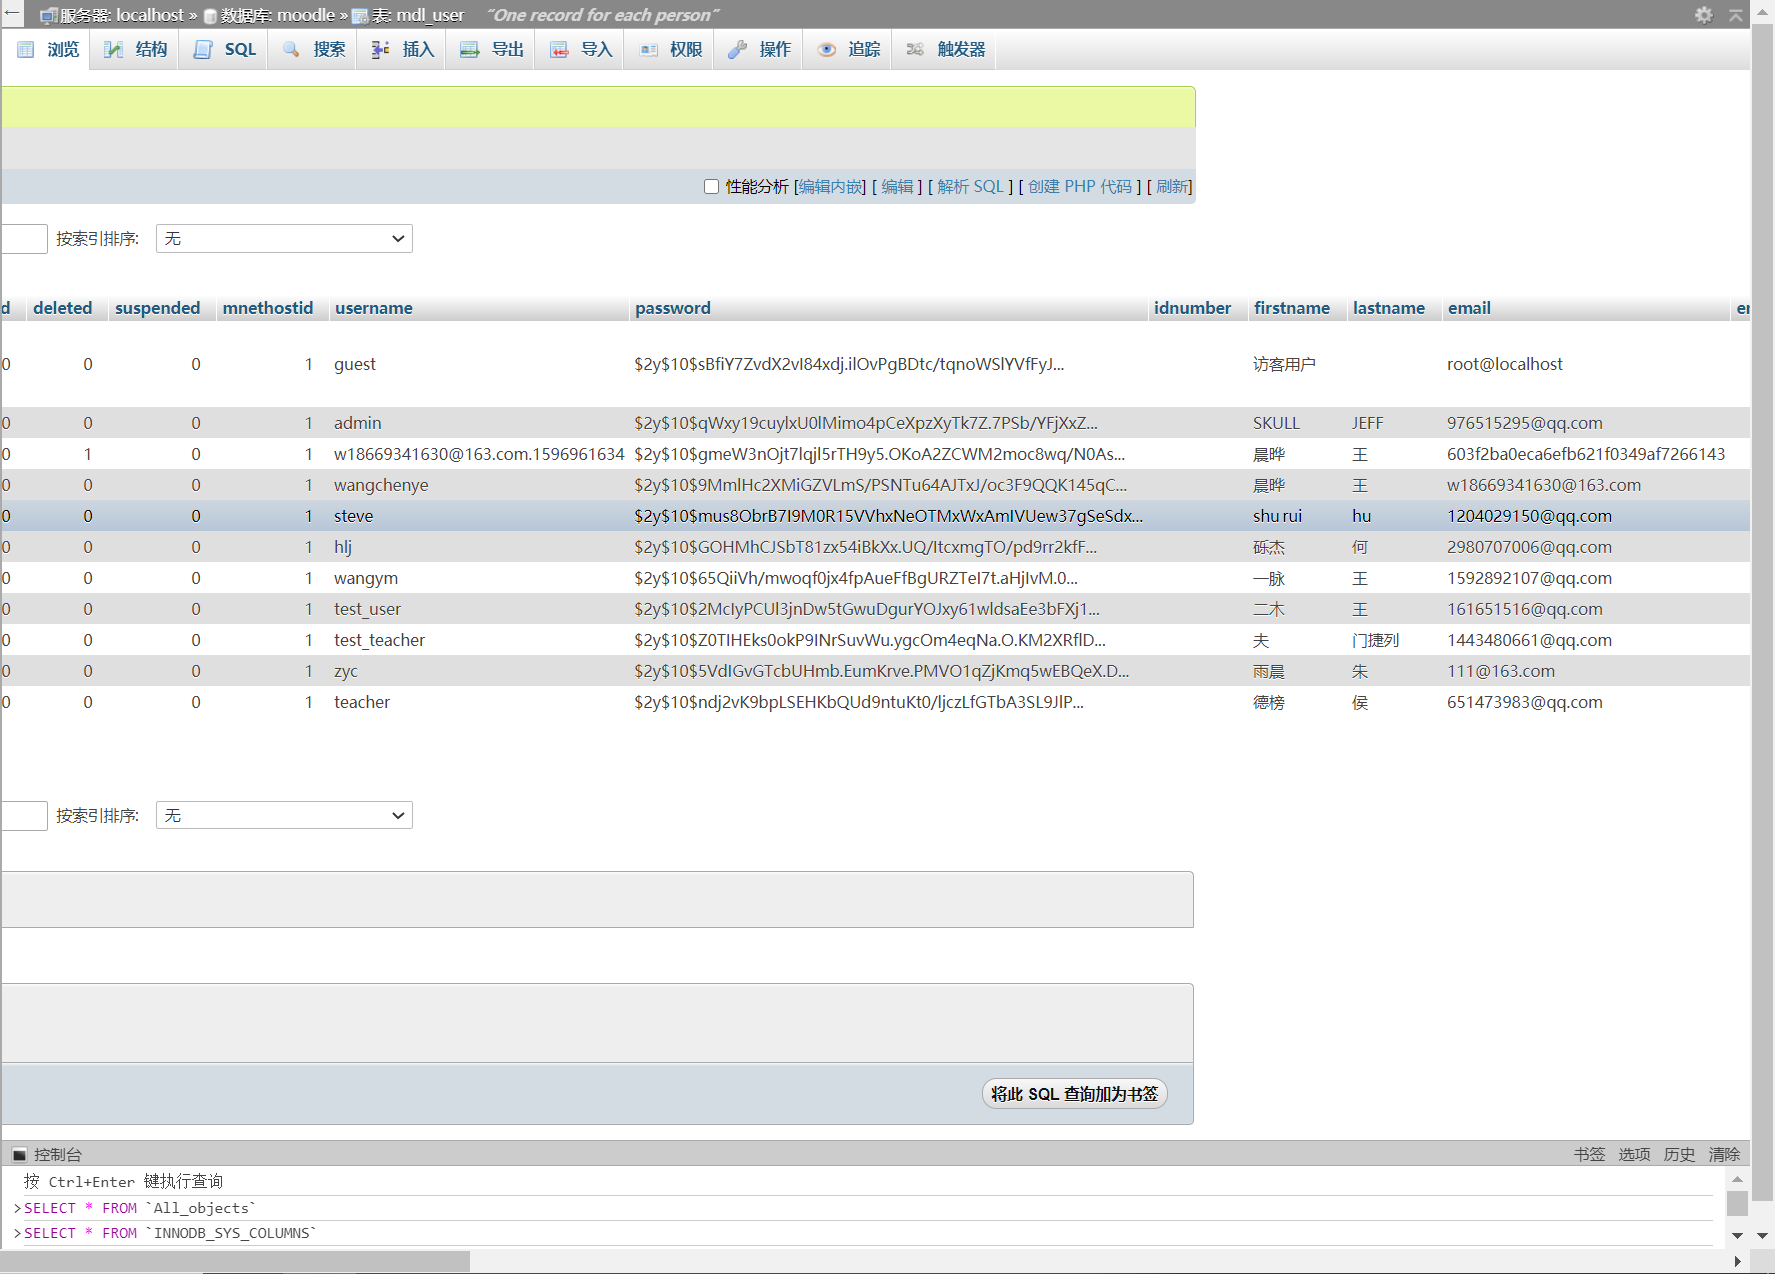 服务器: localhost » 数据库: moodle » 表: mdl_user “One record for each person”
浏览 结构 SQL 搜索 插入 导出 导入 权限 操作 追踪 触发器
性能分析 [编辑内嵌] [ 编辑 ] [ 解析 SQL ] [ 创建 PHP 代码 ] [ 刷新]
按索引排序: 无
d deleted suspended mnethostid username password idnumber firstname lastname email er
0 0 0 1 guest $2y$10$sBfiY7ZvdX2vI84xdj.ilOvPgBDtc/tqnoWSlYVfFyJ... 访客用户 root@localhost
0 0 0 1 admin $2y$10$qWxy19cuylxU0lMimo4pCeXpzXyTk7Z.7PSb/YFjXxZ... SKULL JEFF 976515295@qq.com
0 1 0 1 w18669341630@163.com.1596961634 $2y$10$gmeW3nOjt7lqjl5rTH9y5.OKoA2ZCWM2moc8wq/N0As... 晨晔 王 603f2ba0eca6efb621f0349af7266143
0 0 0 1 wangchenye $2y$10$9MmlHc2XMiGZVLmS/PSNTu64AJTxJ/oc3F9QQK145qC... 晨晔 王 w18669341630@163.com
0 0 0 1 steve $2y$10$mus8ObrB7I9M0R15VVhxNeOTMxWxAmIVUew37gSeSdx... shu rui hu 1204029150@qq.com
0 0 0 1 hlj $2y$10$GOHMhCJSbT81zx54iBkXx.UQ/ItcxmgTO/pd9rr2kfF... 砾杰 何 2980707006@qq.com
0 0 0 1 wangym $2y$10$65QiiVh/mwoqf0jx4fpAueFfBgURZTeI7t.aHjIvM.0... 一脉 王 1592892107@qq.com
0 0 0 1 test_user $2y$10$2McIyPCUl3jnDw5tGwuDgurYOJxy61wldsaEe3bFXj1... 二木 王 161651516@qq.com
0 0 0 1 test_teacher $2y$10$Z0TIHEks0okP9INrSuvWu.ygcOm4eqNa.O.KM2XRflD... 夫 门捷列 1443480661@qq.com
0 0 0 1 zyc $2y$10$5VdIGvGTcbUHmb.EumKrve.PMVO1qZjKmq5wEBQeX.D... 雨晨 朱 111@163.com
0 0 0 1 teacher $2y$10$ndj2vK9bpLSEHKbQUd9ntuKt0/ljczLfGTbA3SL9JlP... 德榜 侯 651473983@qq.com
按索引排序: 无
将此 SQL 查询加为书签
控制台 书签 选项 历史 清除
按 Ctrl+Enter 键执行查询
>SELECT * FROM `All_objects`
>SELECT * FROM `INNODB_SYS_COLUMNS`